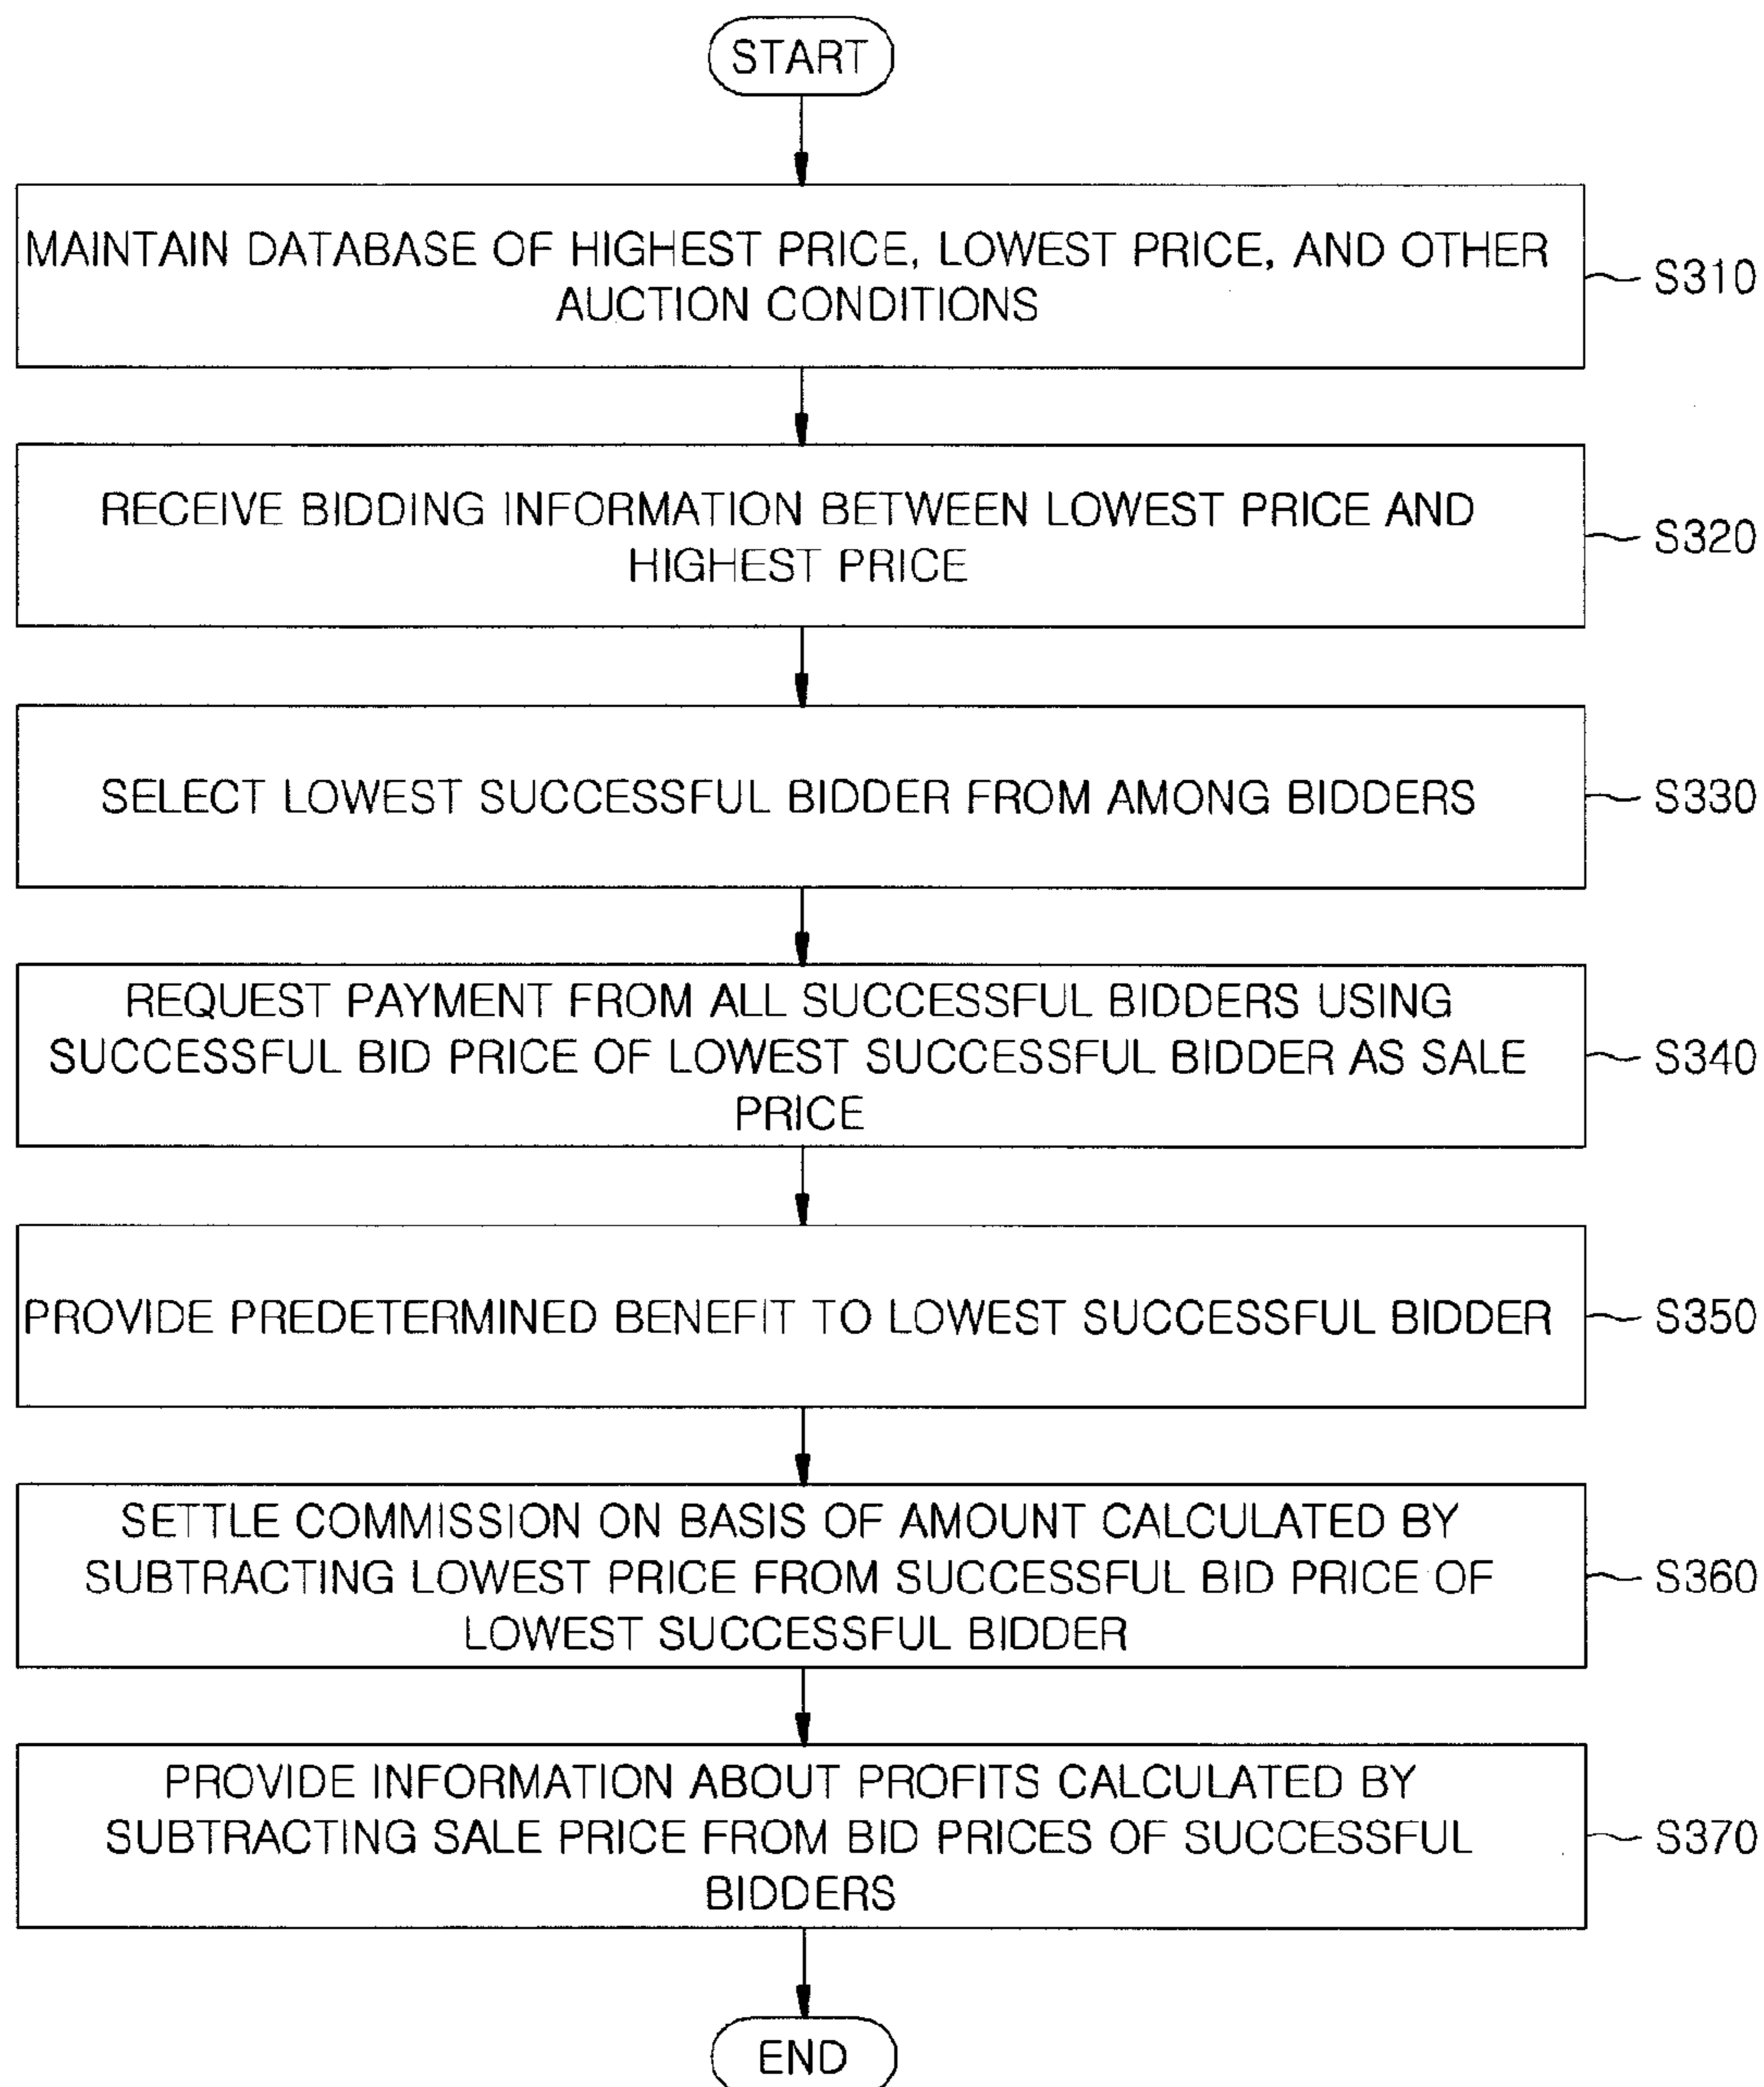 START
MAINTAIN DATABASE OF HIGHEST PRICE, LOWEST PRICE, AND OTHER
AUCTION CONDITIONS
S310
RECEIVE BIDDING INFORMATION BETWEEN LOWEST PRICE AND
HIGHEST PRICE
S320
SELECT LOWEST SUCCESSFUL BIDDER FROM AMONG BIDDERS
S330
REQUEST PAYMENT FROM ALL SUCCESSFUL BIDDERS USING
SUCCESSFUL BID PRICE OF LOWEST SUCCESSFUL BIDDER AS SALE
PRICE
S340
PROVIDE PREDETERMINED BENEFIT TO LOWEST SUCCESSFUL BIDDER
S350
SETTLE COMMISSION ON BASIS OF AMOUNT CALCULATED BY
SUBTRACTING LOWEST PRICE FROM SUCCESSFUL BID PRICE OF
LOWEST SUCCESSFUL BIDDER
S360
PROVIDE INFORMATION ABOUT PROFITS CALCULATED BY
SUBTRACTING SALE PRICE FROM BID PRICES OF SUCCESSFUL
BIDDERS
S370
END